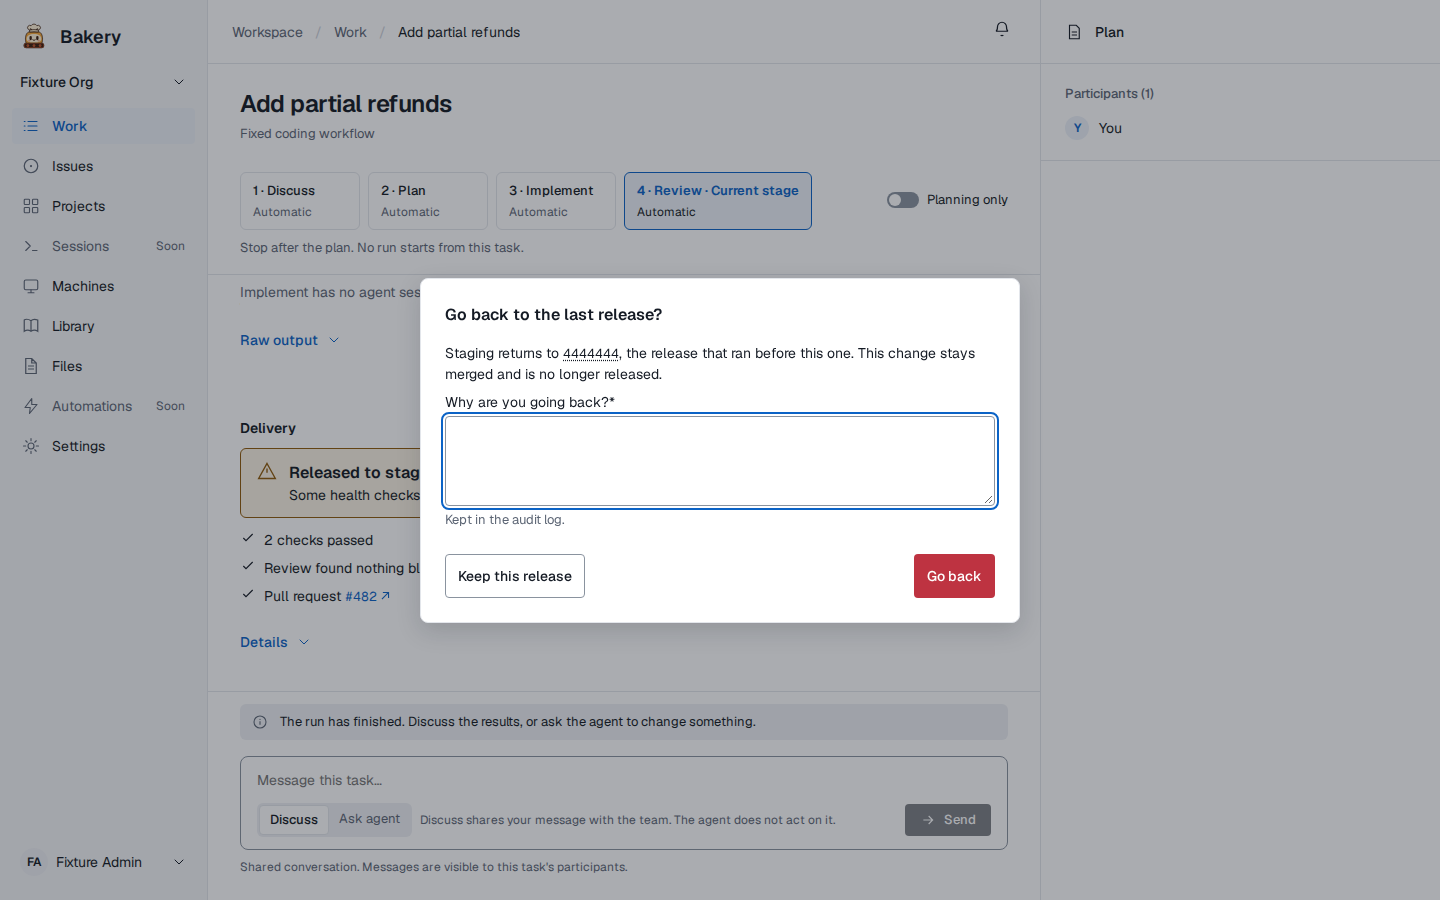 Bakery
Fixture Org
Work
Issues
Projects
Sessions Soon
Machines
Library
Files
Automations Soon
Settings
FA Fixture Admin
Workspace / Work / Add partial refunds
Add partial refunds
Fixed coding workflow
1 · Discuss
Automatic
2 · Plan
Automatic
3 · Implement
Automatic
4 · Review · Current stage
Automatic
Planning only
Stop after the plan. No run starts from this task.
Implement has no agent
Raw output
Delivery
Released to
Some health checks
2 checks passed
Review found nothing
Pull request #482
Details
Go back to the last release?
Staging returns to 4444444, the release that ran before this one. This change stays
merged and is no longer released.
Why are you going back?*
Kept in the audit log.
Keep this release
Go back
The run has finished. Discuss the results, or ask the agent to change something.
Message this task...
Discuss Ask agent Discuss shares your message with the team. The agent does not act on it.
Send
Shared conversation. Messages are visible to this task's participants.
Plan
Participants (1)
Y You